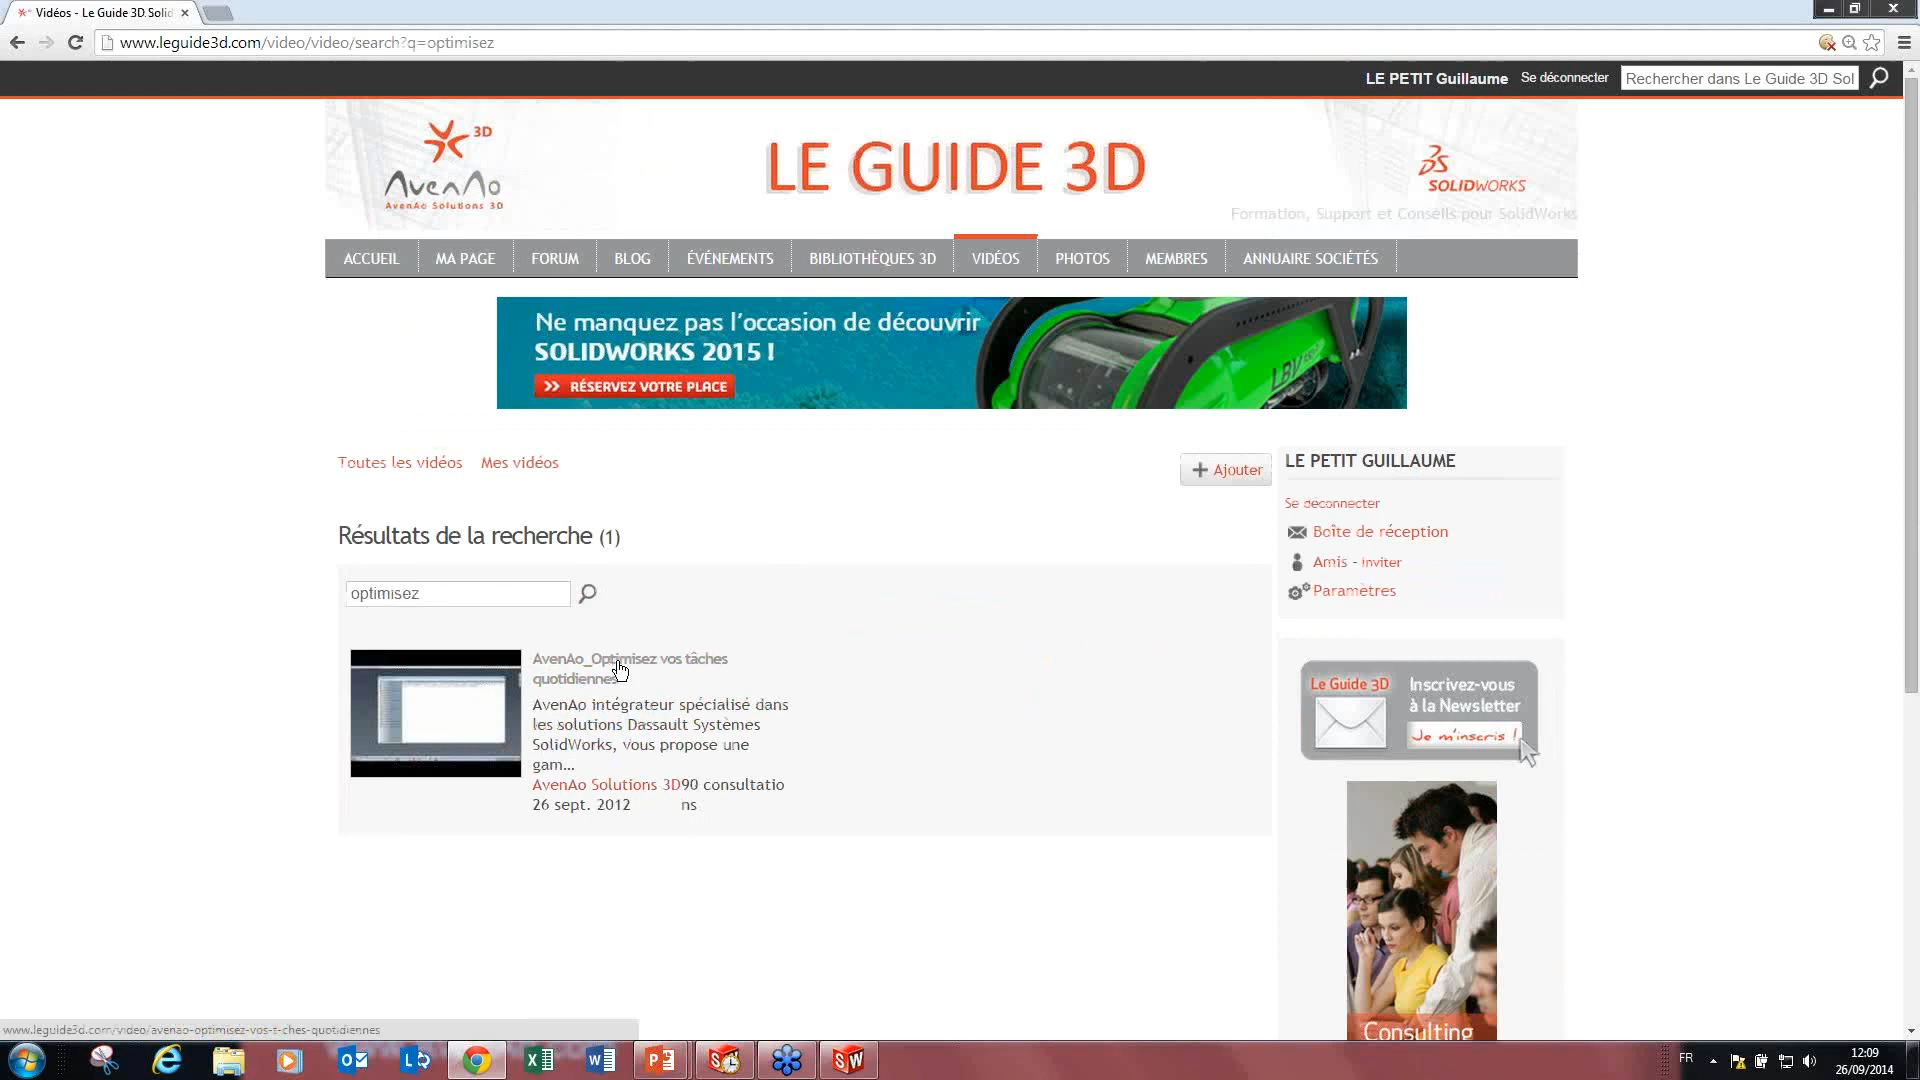 Vidéos - Le Guide 3D Solid
www.leguide3d.com/video/video/search?q=optimisez
LE PETIT Guillaume
Se déconnecter
Rechercher dans Le Guide 3D Sol
3D
AvenAo
AvenAo Solutions 3D
LE GUIDE 3D
SOLIDWORKS
Formation, Support et Conseils pour SolidWorks
ACCUEIL
MA PAGE
FORUM
BLOG
ÉVÉNEMENTS
BIBLIOTHÈQUES 3D
VIDÉOS
PHOTOS
MEMBRES
ANNUAIRE SOCIÉTÉS
Ne manquez pas l'occasion de découvrir
SOLIDWORKS 2015 !
>> RÉSERVEZ VOTRE PLACE
LBV
Toutes les vidéos
Mes vidéos
+ Ajouter
Résultats de la recherche (1)
optimisez
AvenAo_Optimisez vos tâches
quotidiennes
AvenAo intégrateur spécialisé dans
les solutions Dassault Systèmes
SolidWorks, vous propose une
gam...
AvenAo Solutions 3D
26 sept. 2012
90 consultatio
ns
LE PETIT GUILLAUME
Se déconnecter
Boîte de réception
Amis - Inviter
Paramètres
Le Guide 3D
Inscrivez-vous
à la Newsletter
Je m'inscris !
Consulting
www.leguide3d.com/video/avenao-optimisez-vos-t-ches-quotidiennes
FR
12:09
26/09/2014